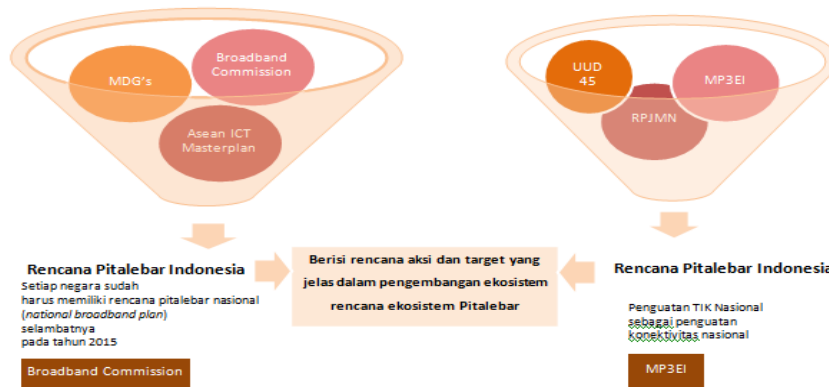 MDG's
Broadband
Commission
Asean ICT
Masterplan
UUD
45
MP3EI
RPJMN
Rencana Pitalebar Indonesia
Setiap negara sudah
harus memiliki rencana pitalebar nasional
(national broadband plan)
selambatnya
pada tahun 2015
Broadband Commission
Berisi rencana aksi dan target yang
jelas dalam pengembangan ekosistem
rencana ekosistem Pitalebar
Rencana Pitalebar Indonesia
Penguatan TIK Nasional
sebagai penguatan
konektivitas nasional
MP3EI